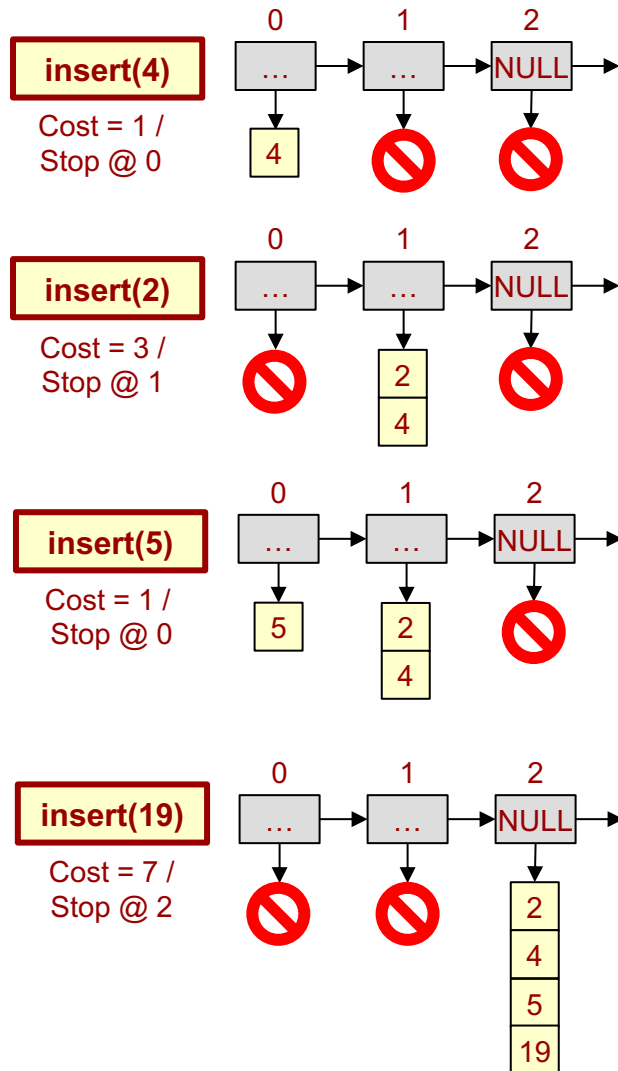 0 1 2
insert(4)
... ... NULL
Cost = 1 /
Stop @ 0
4
0 1 2
insert(2)
... ... NULL
Cost = 3 /
Stop @ 1
2
4
0 1 2
insert(5)
... ... NULL
Cost = 1 /
Stop @ 0
5 2
4
0 1 2
insert(19)
... ... NULL
Cost = 7 /
Stop @ 2
2
4
5
19